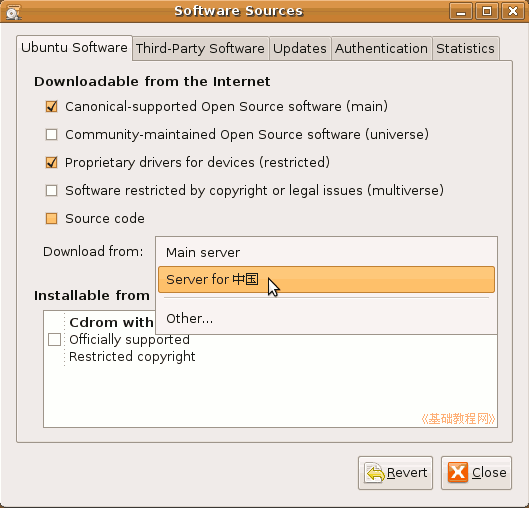 Software Sources
Ubuntu Software Third-Party Software Updates Authentication Statistics
Downloadable from the Internet
Canonical-supported Open Source software (main)
Community-maintained Open Source software (universe)
Proprietary drivers for devices (restricted)
Software restricted by copyright or legal issues (multiverse)
Source code
Download from:
Main server
Server for 中国
Other...
Installable from
Cdrom with
Officially supported
Restricted copyright
《基础教程网》
Revert Close